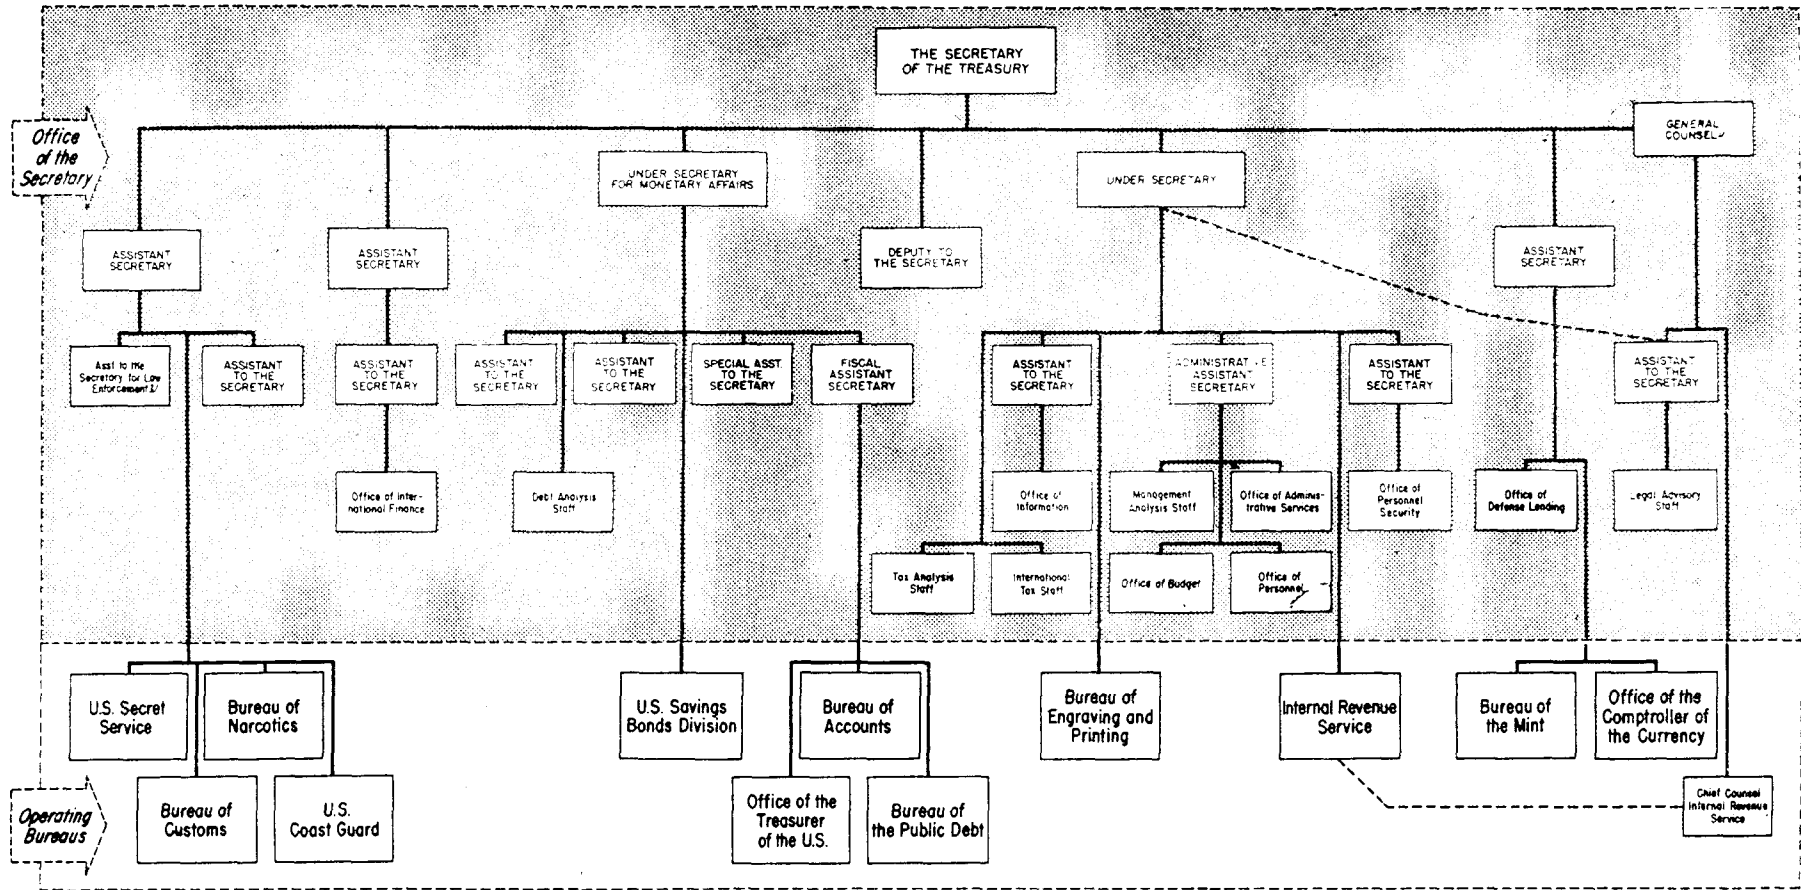 THE SECRETARY
OF THE TREASURY
Office
of the
Secretary
GENERAL
COUNSEL
UNDER SECRETARY
FOR MONETARY AFFAIRS
UNDER SECRETARY
ASSISTANT
SECRETARY
ASSISTANT
SECRETARY
DEPUTY TO
THE SECRETARY
ASSISTANT
SECRETARY
Asst to the
Secretary for Law
Enforcement 1/
ASSISTANT
TO THE
SECRETARY
ASSISTANT
TO THE
SECRETARY
ASSISTANT
TO THE
SECRETARY
ASSISTANT
TO THE
SECRETARY
SPECIAL ASST.
TO THE
SECRETARY
FISCAL
ASSISTANT
SECRETARY
ASSISTANT
TO THE
SECRETARY
ADMINISTRATIVE
ASSISTANT
SECRETARY
ASSISTANT
TO THE
SECRETARY
ASSISTANT
TO THE
SECRETARY
Office of Inter-
national Finance
Debt Analysis
Staff
Office of
Information
Management
Analysis Staff
Office of Adminis-
trative Services
Office of
Personnel
Security
Office of
Defense Lending
Legal Advisory
Staff
Tax Analysis
Staff
International
Tax Staff
Office of Budget
Office of
Personnel
U.S. Secret
Service
Bureau of
Narcotics
U.S. Savings
Bonds Division
Bureau of
Accounts
Bureau of
Engraving and
Printing
Internal Revenue
Service
Bureau of
the Mint
Office of the
Comptroller of
the Currency
Operating
Bureaus
Bureau of
Customs
U.S.
Coast Guard
Office of the
Treasurer
of the U.S.
Bureau of
the Public Debt
Chief Counsel
Internal Revenue
Service